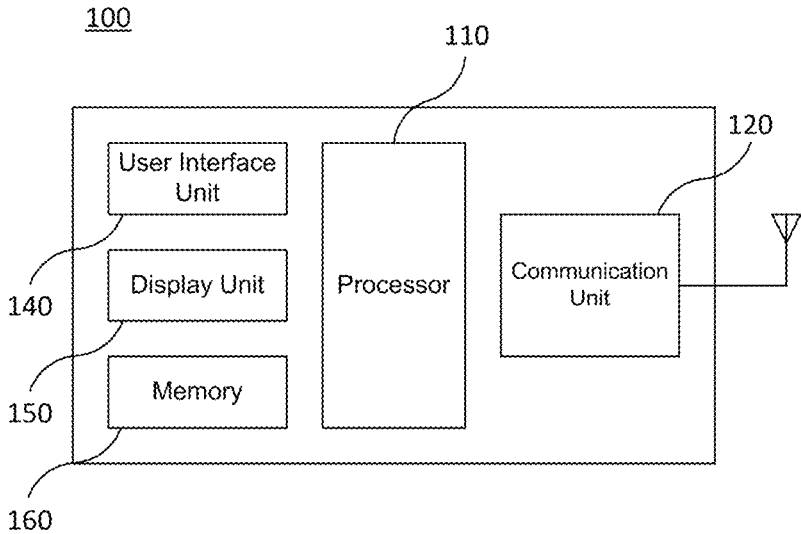 100
110
120
User Interface
Unit
Display Unit
Memory
Processor
Communication
Unit
140
150
160